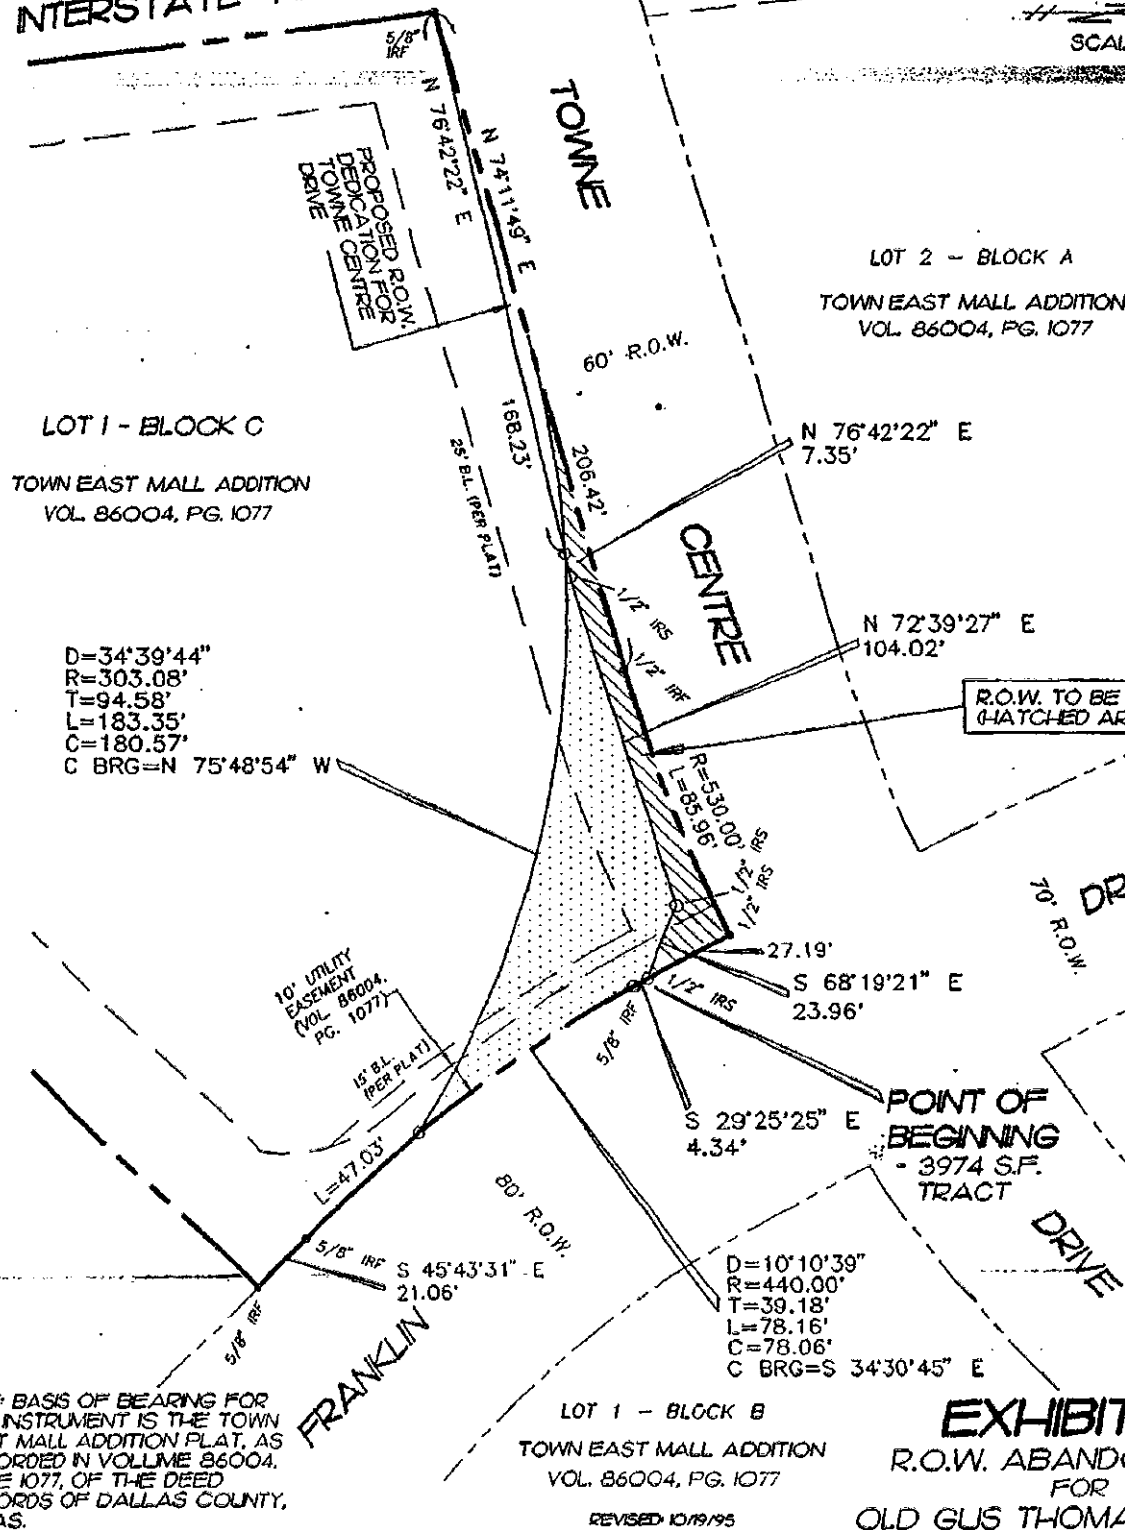 INTERSTATE
5/8"
IRF
SCAL
N 76°42'22" E
N 74°11'49" E
TOWNE
PROPOSED R.O.W.
DEDICATION FOR
TOWNE CENTRE
DRIVE
LOT 2 - BLOCK A
TOWN EAST MALL ADDITION
VOL. 86004, PG. 1077
60' R.O.W.
168.23'
206.42'
25' B.L. (PER PLAT)
LOT 1 - BLOCK C
TOWN EAST MALL ADDITION
VOL. 86004, PG. 1077
N 76°42'22" E
7.35'
CENTRE
1/2" IRS
1/2" IRF
N 72°39'27" E
104.02'
D=34°39'44"
R=303.08'
T=94.58'
L=183.35'
C=180.57'
C BRG=N 75°48'54" W
R.O.W. TO BE
(HATCHED AR
R=530.00'
L=85.96'
1/2" IRS
1/2" IRS
70' R.O.W.
DR
27.19'
S 68°19'21" E
23.96'
10' UTILITY
EASEMENT
(VOL. 86004,
PG. 1077)
15' B.L.
(PER PLAT)
5/8" IRF
1/2" IRS
S 29°25'25" E
4.34'
POINT OF
BEGINNING
- 3974 S.F.
TRACT
L=47.03'
80' R.O.W.
DRIVE
5/8" IRF
S 45°43'31" E
21.06'
5/8" IRF
D=10°10'39"
R=440.00'
T=39.18'
L=78.16'
C=78.06'
C BRG=S 34°30'45" E
FRANKLIN
: BASIS OF BEARING FOR
INSTRUMENT IS THE TOWN
T MALL ADDITION PLAT, AS
ORDED IN VOLUME 86004,
E 1077, OF THE DEED
ORDS OF DALLAS COUNTY,
AS.
LOT 1 - BLOCK B
TOWN EAST MALL ADDITION
VOL. 86004, PG. 1077
REVISED 10/19/95
EXHIBIT
R.O.W. ABANDO
FOR
OLD GUS THOMA